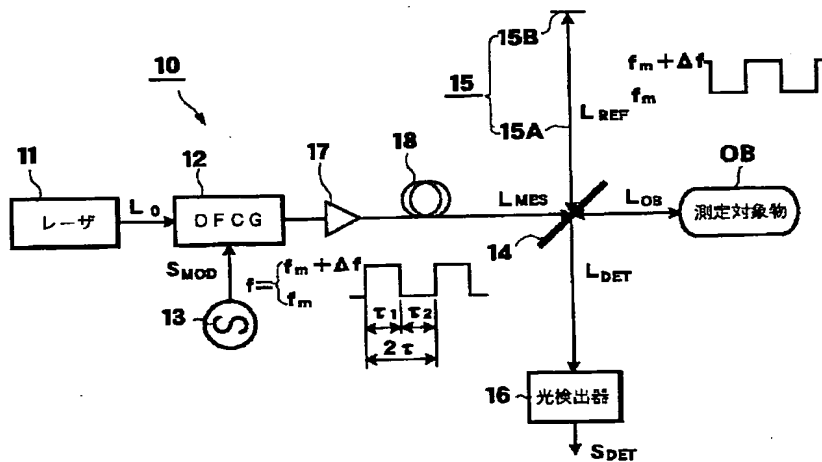 10
15
15B
15A
LREF
fm+Δf
fm
11
レーザ
L0
12
OFCG
17
18
LMES
14
LOB
OB
測定対象物
SMOD
f=
fm+Δf
fm
13
τ1
τ2
2τ
LDET
16
光検出器
SDET